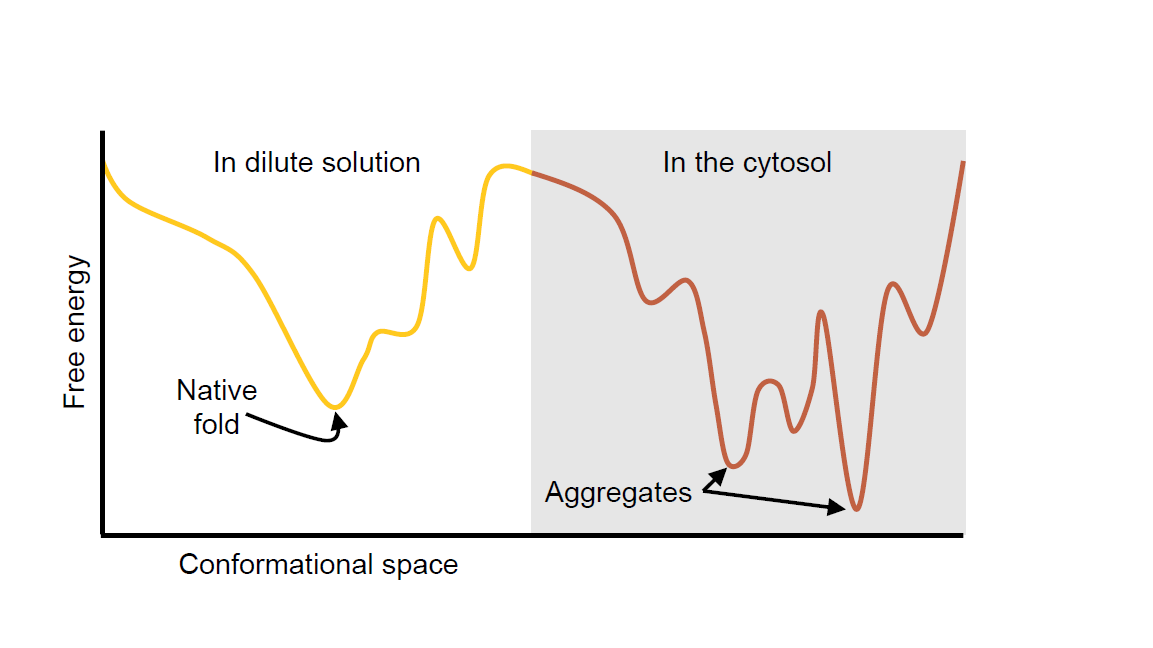 In dilute solution
In the cytosol
Free energy
Native
fold
Aggregates
Conformational space